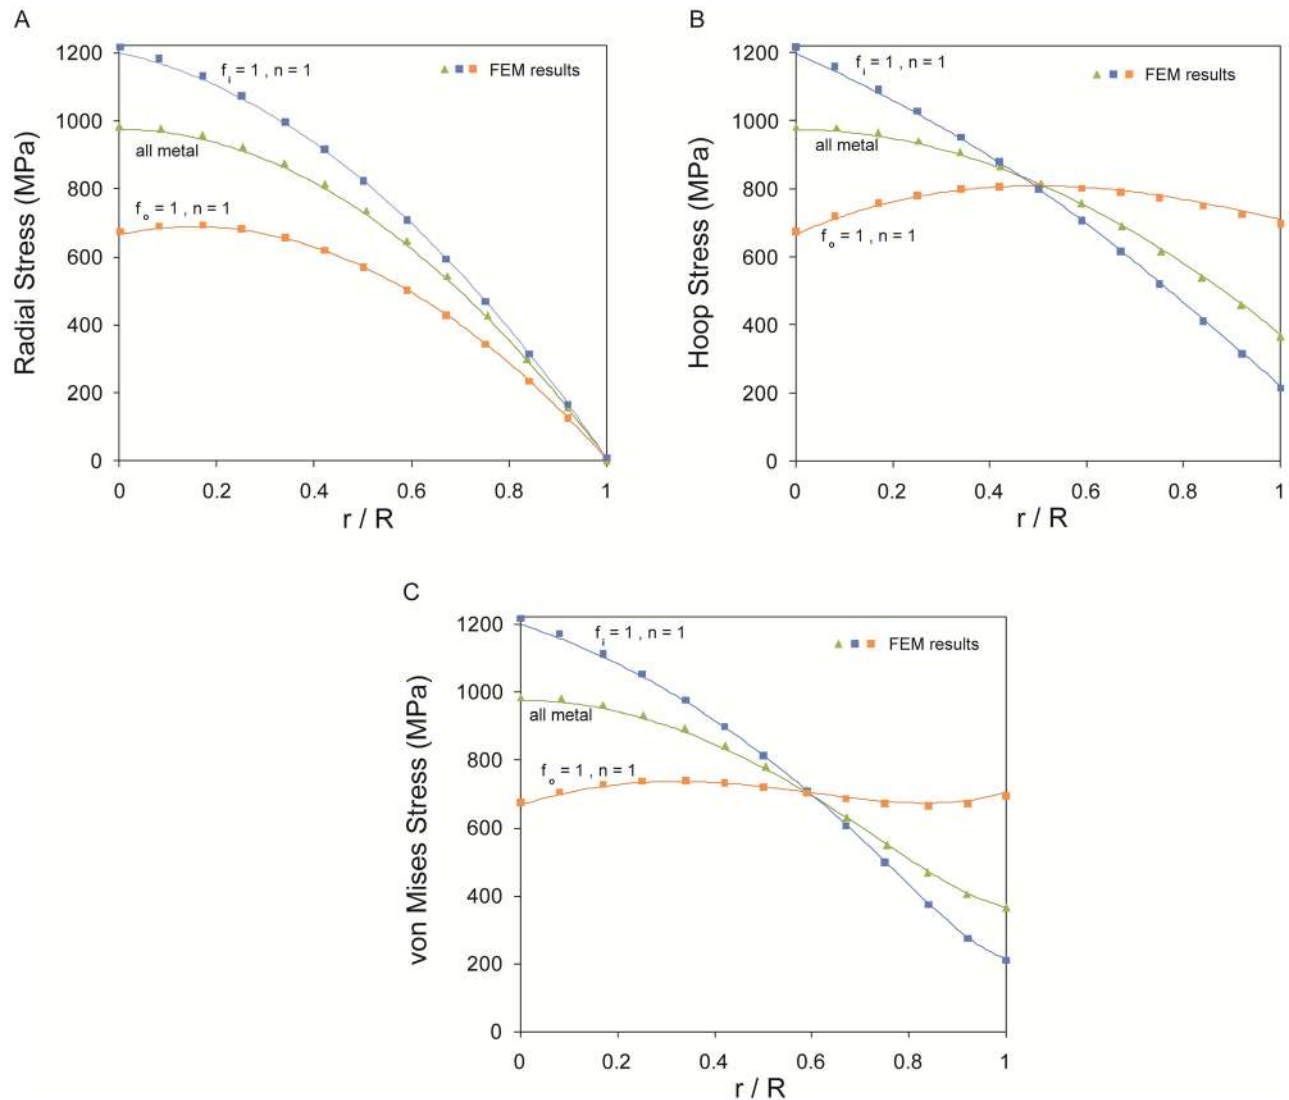 A
Radial Stress (MPa)
1200
1000
800
600
400
200
0
fi = 1 , n = 1
FEM results
all metal
fo = 1 , n = 1
0 0.2 0.4 0.6 0.8 1
r / R
B
Hoop Stress (MPa)
1200
1000
800
600
400
200
0
fi = 1 , n = 1
FEM results
all metal
fo = 1 , n = 1
0 0.2 0.4 0.6 0.8 1
r / R
C
von Mises Stress (MPa)
1200
1000
800
600
400
200
0
fi = 1 , n = 1
FEM results
all metal
fo = 1 , n = 1
0 0.2 0.4 0.6 0.8 1
r / R